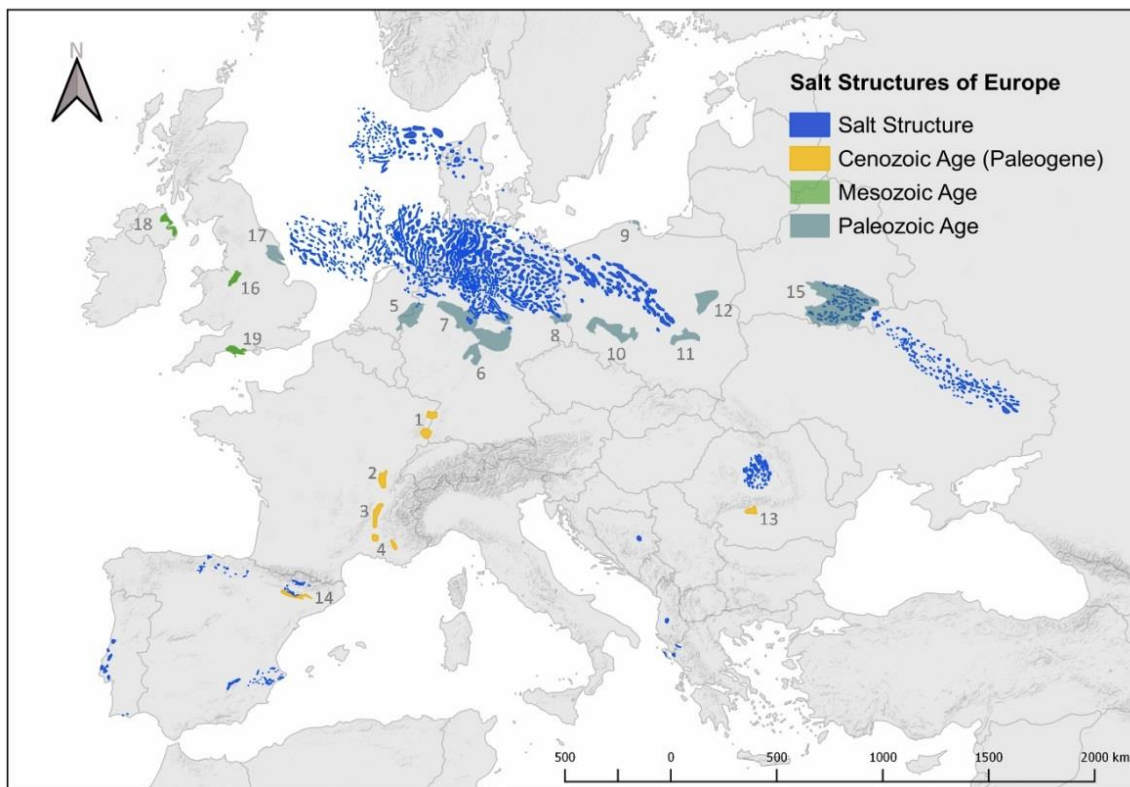 N
Salt Structures of Europe
Salt Structure
Cenozoic Age (Paleogene)
Mesozoic Age
Paleozoic Age
18
17
9
16
15
5
7
12
19
8
10
11
6
1
2
3
13
4
14
500 0 500 1000 1500 2000 km